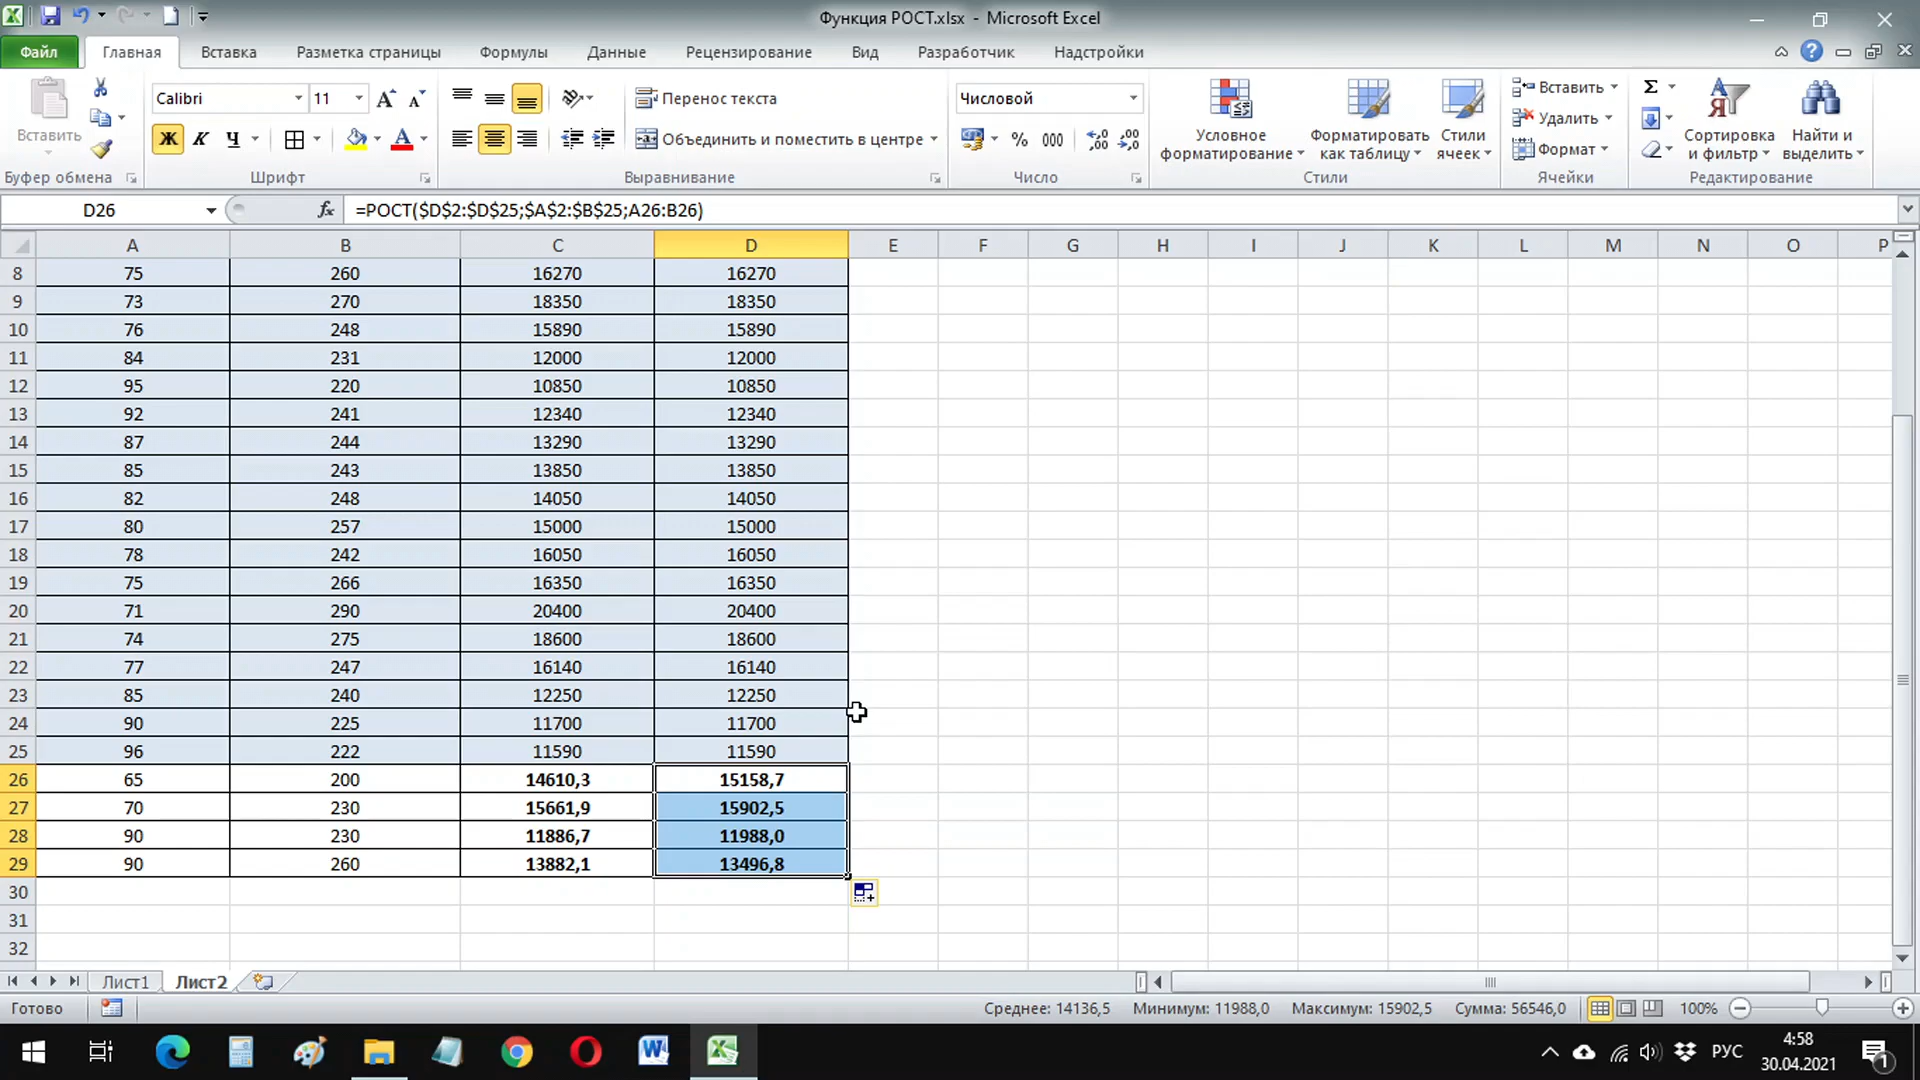 Функция РОСТ.xlsx - Microsoft Excel
Файл Главная Вставка Разметка страницы Формулы Данные Рецензирование Вид Разработчик Надстройки
Вставить
Буфер обмена
Calibri 11
Ж К Ч
Шрифт
Перенос текста
Объединить и поместить в центре
Выравнивание
Числовой
% 000
Число
Условное форматирование
Форматировать как таблицу
Стили ячеек
Стили
Вставить
Удалить
Формат
Ячейки
Сортировка и фильтр
Найти и выделить
Редактирование
D26 fx =РОСТ($D$2:$D$25;$A$2:$B$25;A26:B26)
A B C D E F G H I J K L M N O P
8 75 260 16270 16270
9 73 270 18350 18350
10 76 248 15890 15890
11 84 231 12000 12000
12 95 220 10850 10850
13 92 241 12340 12340
14 87 244 13290 13290
15 85 243 13850 13850
16 82 248 14050 14050
17 80 257 15000 15000
18 78 242 16050 16050
19 75 266 16350 16350
20 71 290 20400 20400
21 74 275 18600 18600
22 77 247 16140 16140
23 85 240 12250 12250
24 90 225 11700 11700
25 96 222 11590 11590
26 65 200 14610,3 15158,7
27 70 230 15661,9 15902,5
28 90 230 11886,7 11988,0
29 90 260 13882,1 13496,8
30
31
32
Лист1 Лист2
Готово Среднее: 14136,5 Минимум: 11988,0 Максимум: 15902,5 Сумма: 56546,0 100%
РУС 4:58
30.04.2021
1